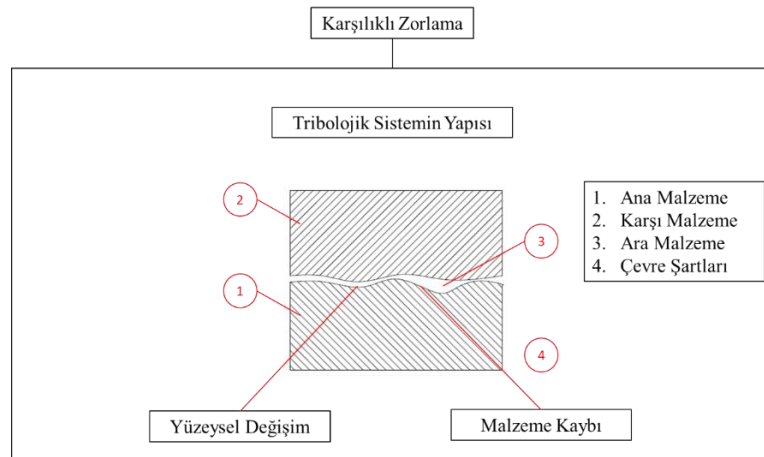 Karşılıklı Zorlama
Tribolojik Sistemin Yapısı
2
3
1
4
1. Ana Malzeme
2. Karşı Malzeme
3. Ara Malzeme
4. Çevre Şartları
Yüzeysel Değişim
Malzeme Kaybı